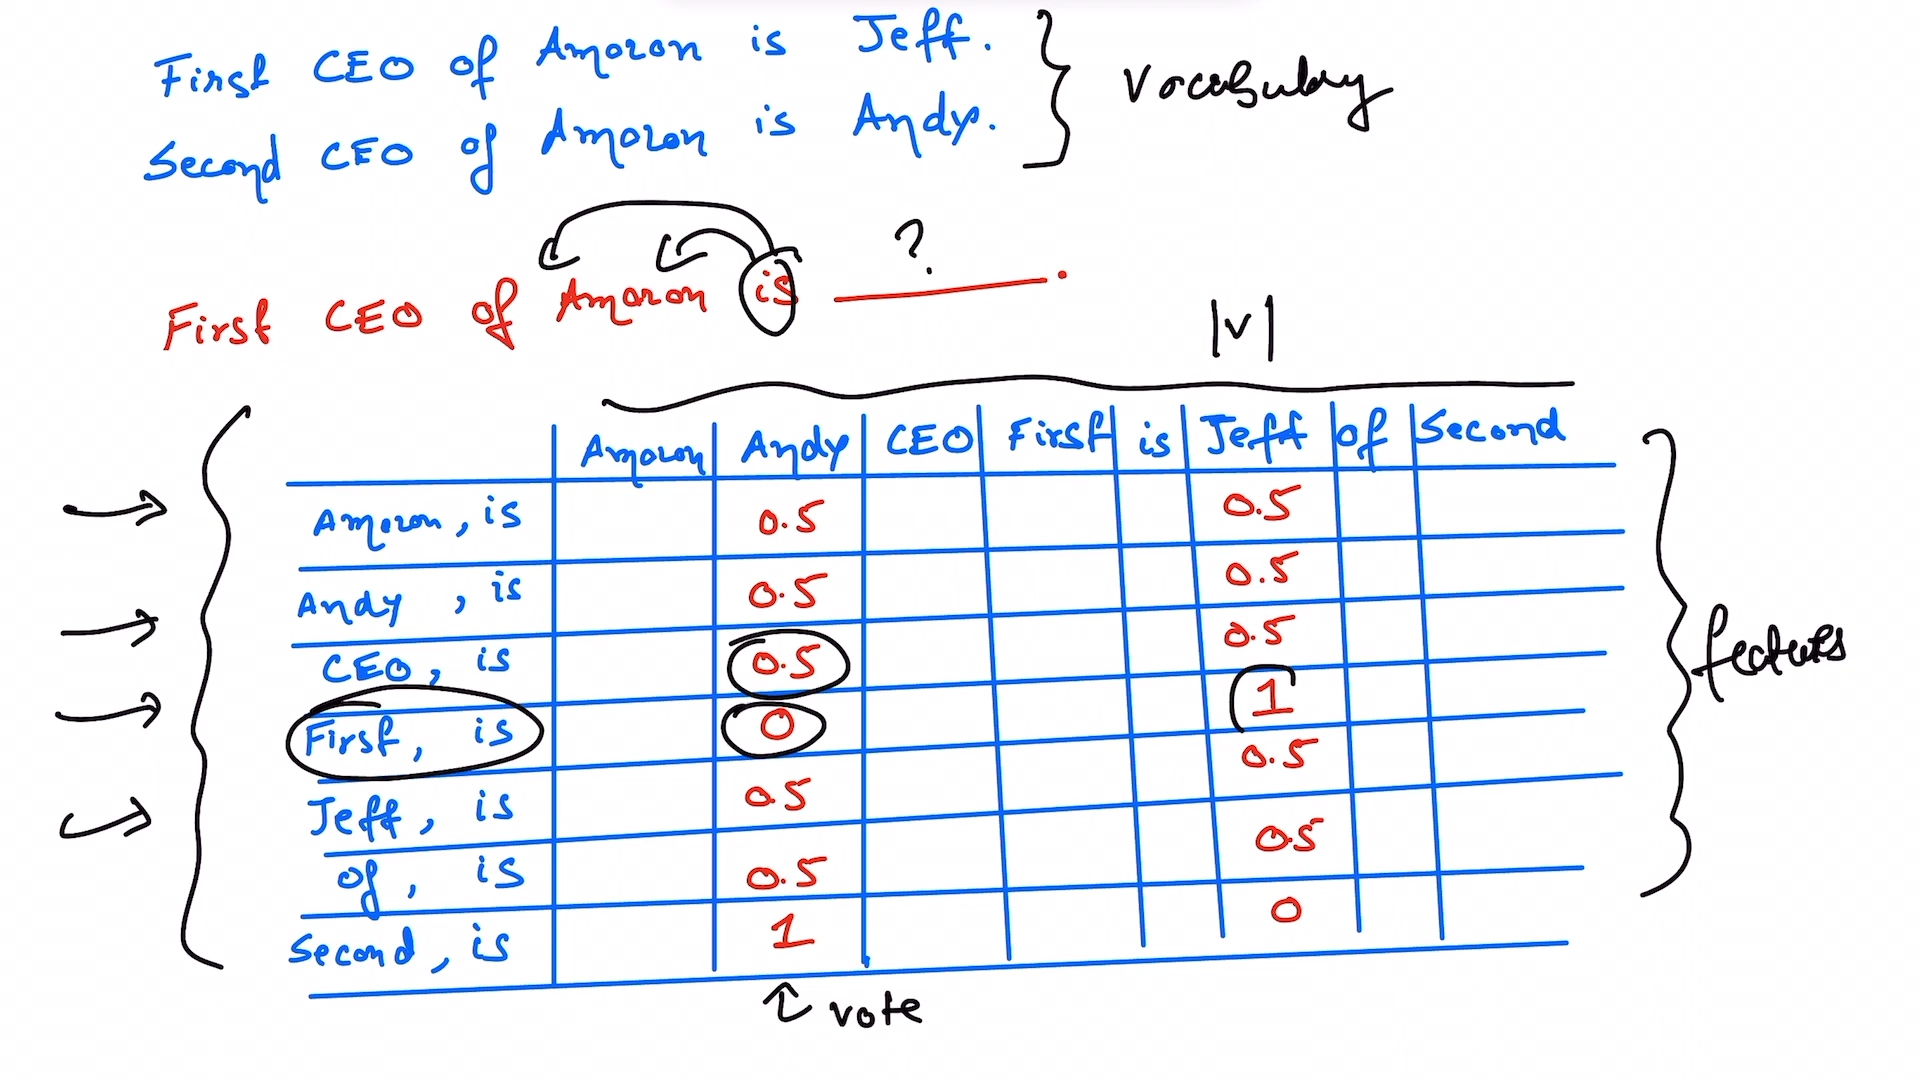 First CEO of Amazon is Jeff.
Second CEO of Amazon is Andy.
Vocabulary
?
First CEO of Amazon is ______.
|V|
Amazon Andy CEO First is Jeff of Second
Amazon, is 0.5 0.5
Andy, is 0.5 0.5
CEO, is 0.5 0.5
First, is 0 1
Jeff, is 0.5 0.5
of, is 0.5 0.5
Second, is 1 0
features
vote